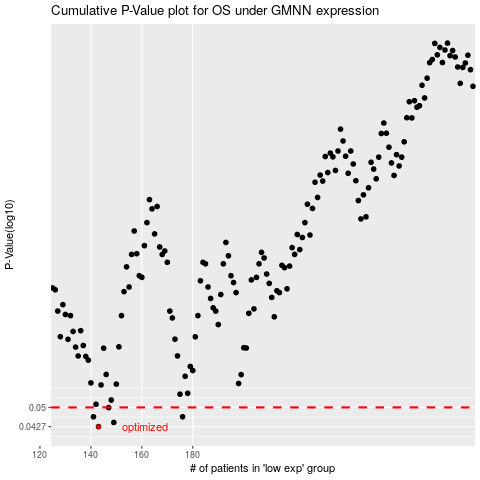 Cumulative P-Value plot for OS under GMNN expression
P-Value(log10)
0.05
0.0427
optimized
120 140 160 180
# of patients in 'low exp' group